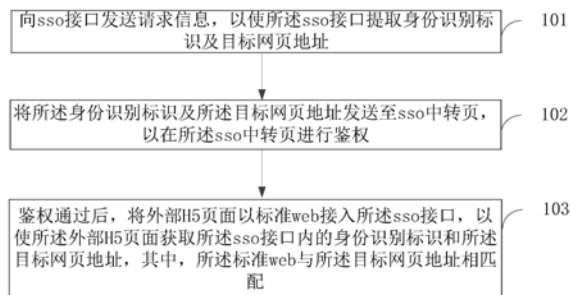 向sso接口发送请求信息，以使所述sso接口提取身份识别标
识及目标网页地址
101
将所述身份识别标识及所述目标网页地址发送至sso中转页，
以在所述sso中转页进行鉴权
102
鉴权通过后，将外部H5页面以标准web接入所述sso接口，以
使所述外部H5页面获取所述sso接口内的身份识别标识和所述
目标网页地址，其中，所述标准web与所述目标网页地址相匹
配
103